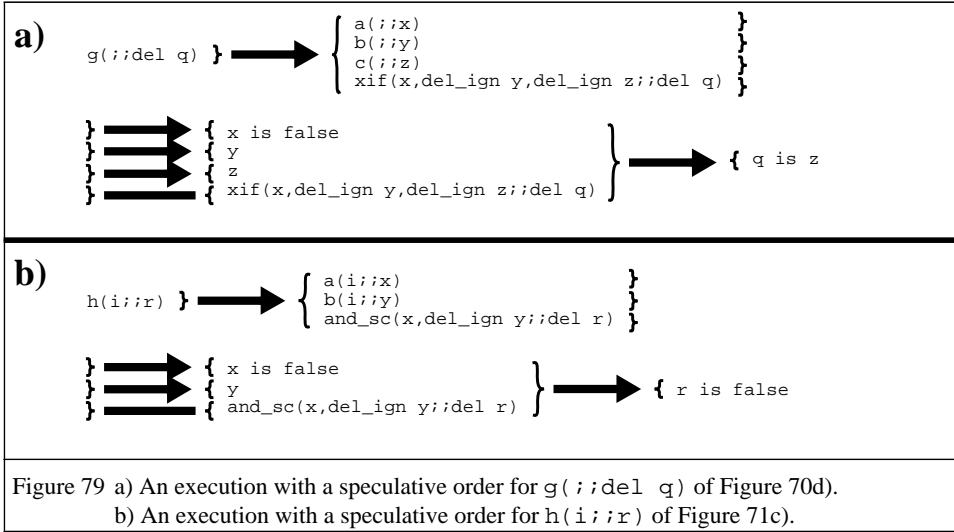 a)
g(;;del q) } { a(;;x) }
b(;;y) }
c(;;z) }
xif(x,del_ign y,del_ign z;;del q) }
} { x is false
} { y
} { z
} { xif(x,del_ign y,del_ign z;;del q) } { q is z
b)
h(i;;r) } { a(i;;x) }
b(i;;y) }
and_sc(x,del_ign y;;del r) }
} { x is false
} { y
} { and_sc(x,del_ign y;;del r) } { r is false
Figure 79 a) An execution with a speculative order for g(;;del q) of Figure 70d).
b) An execution with a speculative order for h(i;;r) of Figure 71c).